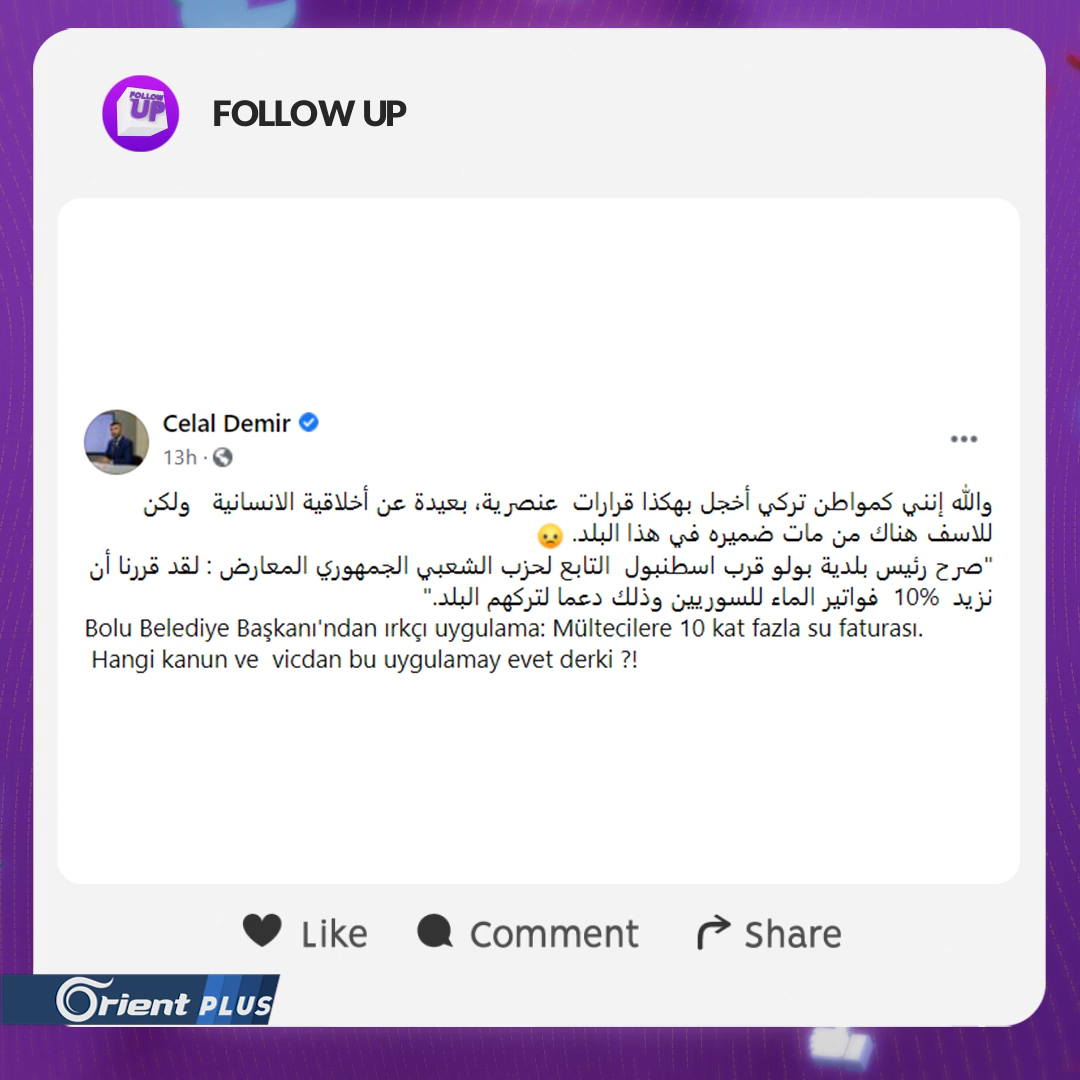 FOLLOW UP
FOLLOW UP
Celal Demir
13h ·
والله إنني كمواطن تركي أخجل بهكذا قرارات عنصرية، بعيدة عن أخلاقية الانسانية ولكن
للاسف هناك من مات ضميره في هذا البلد. 😞
"صرح رئيس بلدية بولو قرب اسطنبول التابع لحزب الشعبي الجمهوري المعارض : لقد قررنا أن
نزيد 10% فواتير الماء للسوريين وذلك دعما لتركهم البلد."
Bolu Belediye Başkanı'ndan ırkçı uygulama: Mültecilere 10 kat fazla su faturası.
Hangi kanun ve vicdan bu uygulamay evet derki ?!
Like Comment Share
Orient PLUS